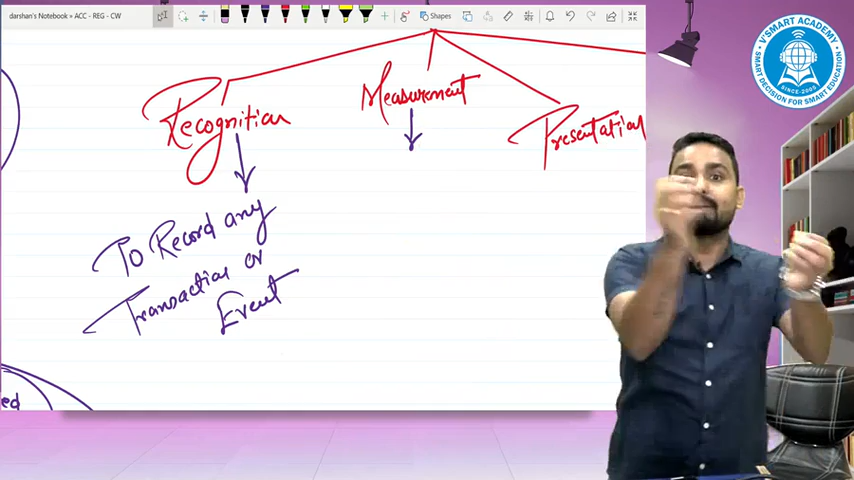 darshan's Notebook » ACC - REG - CW
Shapes
V'SMART ACADEMY
SMART DECISION FOR SMART EDUCATION
SINCE-2005
Recognition
Measurement
Presentation
To Record any
Transaction or
Event
ed